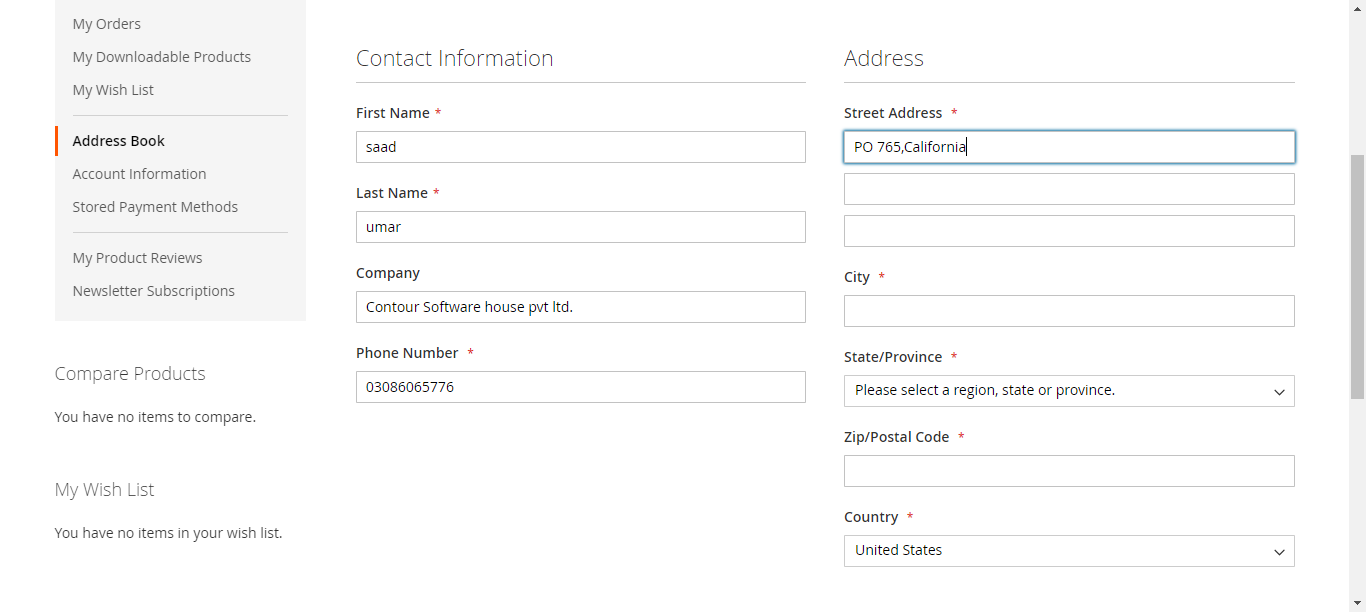 My Orders
My Downloadable Products
My Wish List
Address Book
Account Information
Stored Payment Methods
My Product Reviews
Newsletter Subscriptions
Compare Products
You have no items to compare.
My Wish List
You have no items in your wish list.
Contact Information
First Name *
saad
Last Name *
umar
Company
Contour Software house pvt ltd.
Phone Number *
03086065776
Address
Street Address *
PO 765,California
City *
State/Province *
Please select a region, state or province.
Zip/Postal Code *
Country *
United States